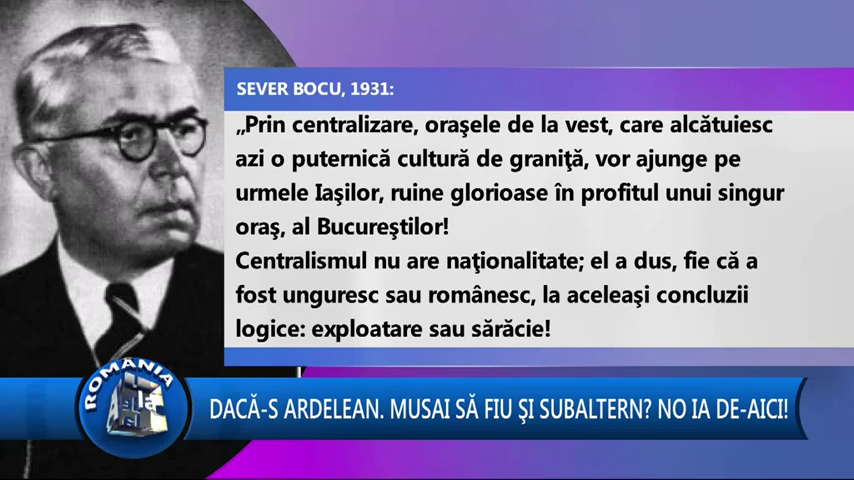 SEVER BOCU, 1931:
„Prin centralizare, oraşele de la vest, care alcătuiesc
azi o puternică cultură de graniţă, vor ajunge pe
urmele Iaşilor, ruine glorioase în profitul unui singur
oraş, al Bucureştilor!
Centralismul nu are naţionalitate; el a dus, fie că a
fost unguresc sau românesc, la aceleaşi concluzii
logice: exploatare sau sărăcie!
ROMÂNIA
la
DACĂ-S ARDELEAN. MUSAI SĂ FIU ŞI SUBALTERN? NO IA DE-AICI!